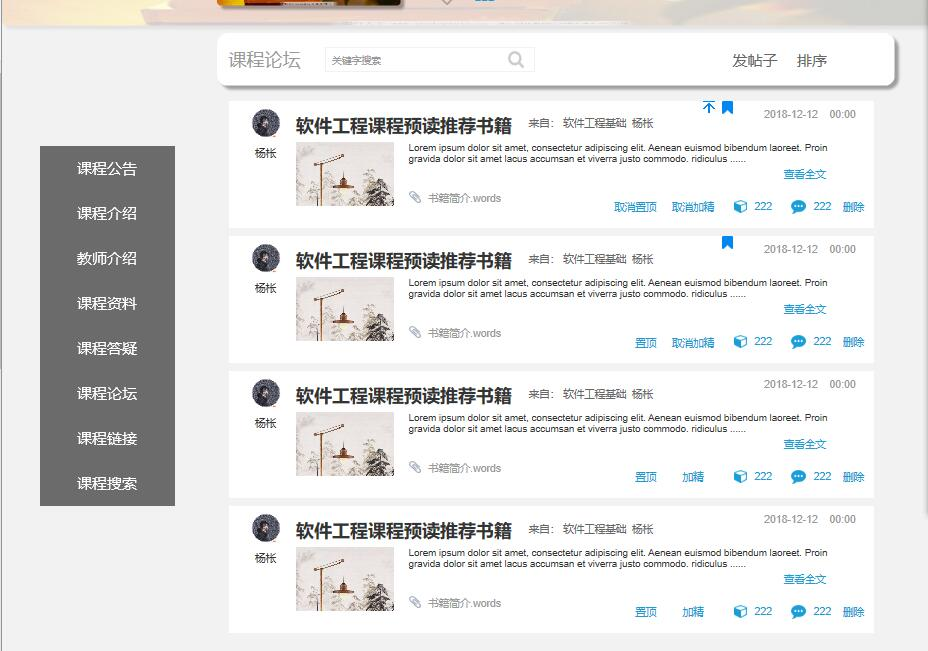 课程论坛
关键字搜索
发帖子 排序
课程公告
课程介绍
教师介绍
课程资料
课程答疑
课程论坛
课程链接
课程搜索
软件工程课程预读推荐书籍 来自： 软件工程基础 杨枨
2018-12-12 00:00
杨枨
Lorem ipsum dolor sit amet, consectetur adipiscing elit. Aenean euismod bibendum laoreet. Proin
gravida dolor sit amet lacus accumsan et viverra justo commodo. ridiculus ......
查看全文
书籍简介.words
取消置顶 取消加精 222 222 删除
软件工程课程预读推荐书籍 来自： 软件工程基础 杨枨
2018-12-12 00:00
杨枨
Lorem ipsum dolor sit amet, consectetur adipiscing elit. Aenean euismod bibendum laoreet. Proin
gravida dolor sit amet lacus accumsan et viverra justo commodo. ridiculus ......
查看全文
书籍简介.words
置顶 取消加精 222 222 删除
软件工程课程预读推荐书籍 来自： 软件工程基础 杨枨
2018-12-12 00:00
杨枨
Lorem ipsum dolor sit amet, consectetur adipiscing elit. Aenean euismod bibendum laoreet. Proin
gravida dolor sit amet lacus accumsan et viverra justo commodo. ridiculus ......
查看全文
书籍简介.words
置顶 加精 222 222 删除
软件工程课程预读推荐书籍 来自： 软件工程基础 杨枨
2018-12-12 00:00
杨枨
Lorem ipsum dolor sit amet, consectetur adipiscing elit. Aenean euismod bibendum laoreet. Proin
gravida dolor sit amet lacus accumsan et viverra justo commodo. ridiculus ......
查看全文
书籍简介.words
置顶 加精 222 222 删除